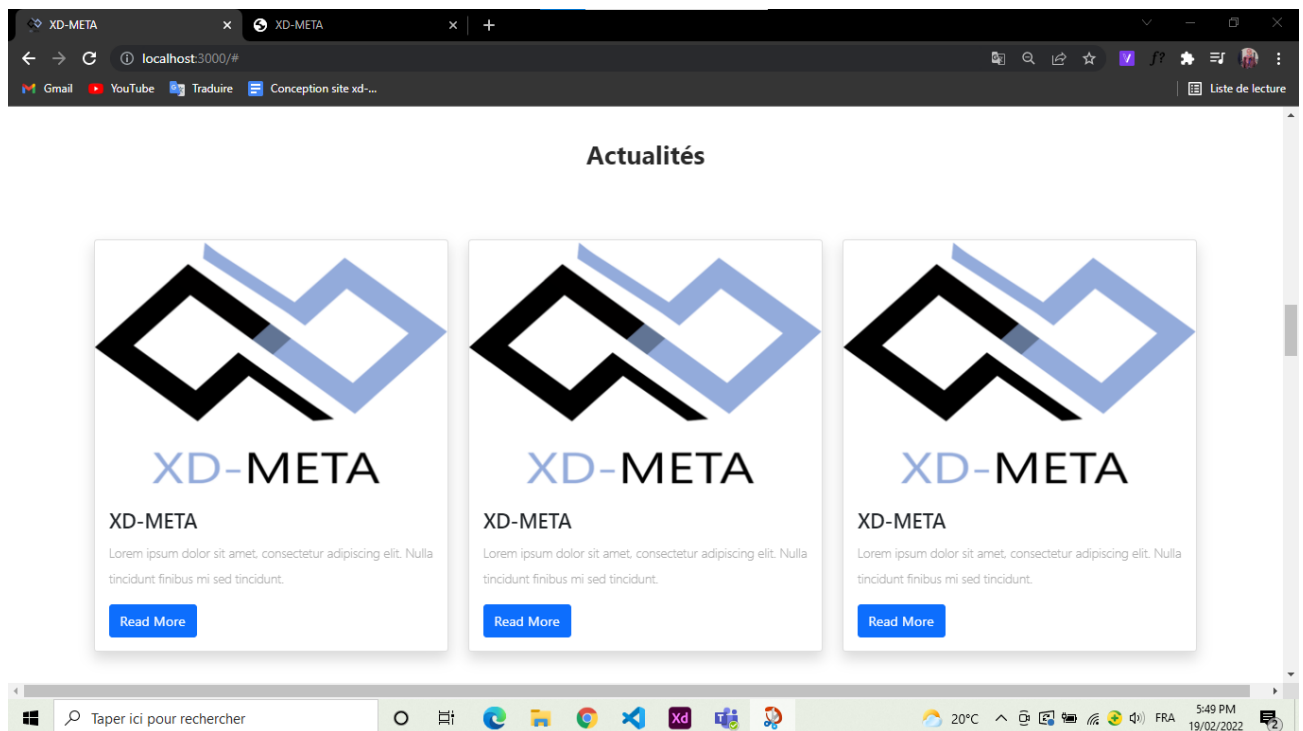 XD-META
XD-META
localhost:3000/#
Gmail
YouTube
Traduire
Conception site xd-...
Liste de lecture
Actualités
XD-META
XD-META
XD-META
XD-META
XD-META
XD-META
Lorem ipsum dolor sit amet, consectetur adipiscing elit. Nulla
tincidunt finibus mi sed tincidunt.
Lorem ipsum dolor sit amet, consectetur adipiscing elit. Nulla
tincidunt finibus mi sed tincidunt.
Lorem ipsum dolor sit amet, consectetur adipiscing elit. Nulla
tincidunt finibus mi sed tincidunt.
Read More
Read More
Read More
Taper ici pour rechercher
Xd
20°C
FRA
5:49 PM
19/02/2022
2